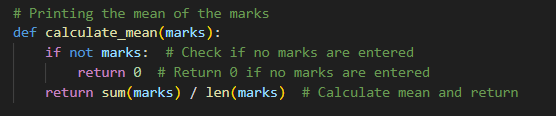 # Printing the mean of the marks
def calculate_mean(marks):
    if not marks:  # Check if no marks are entered
        return 0  # Return 0 if no marks are entered
    return sum(marks) / len(marks)  # Calculate mean and return